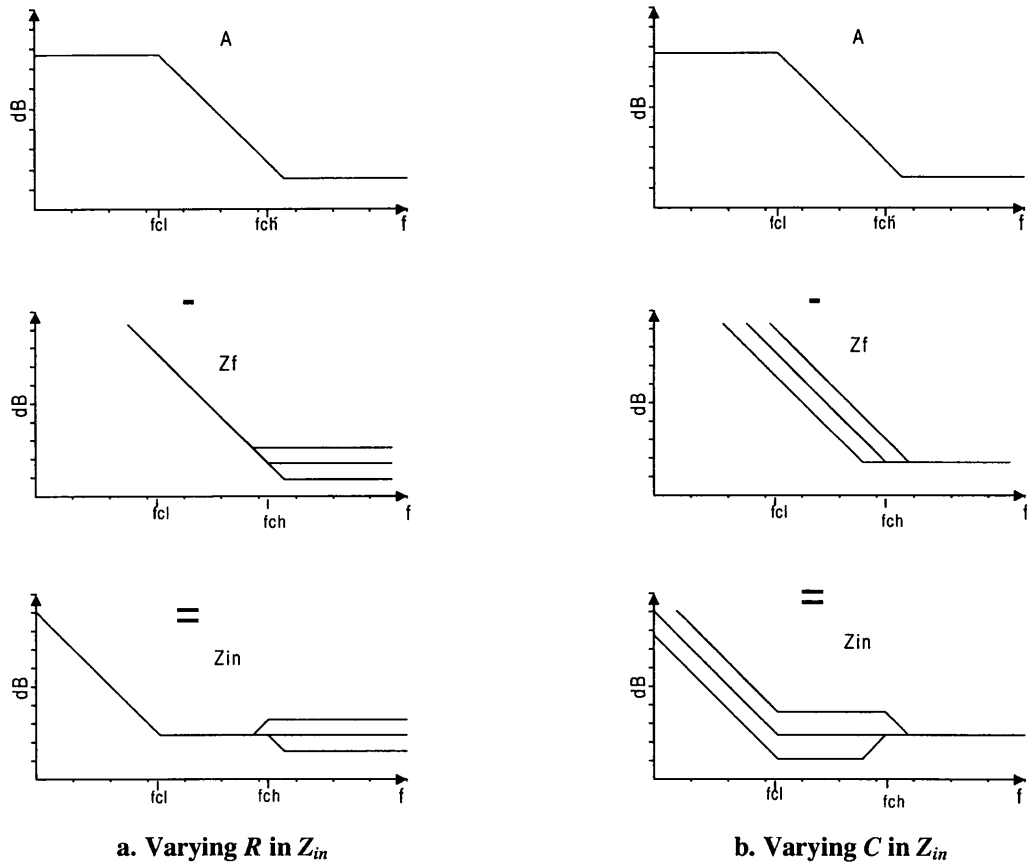 A
dB
fcl
fch
f
A
dB
fcl
fch
f
-
Zf
dB
fcl
fch
f
-
Zf
dB
fcl
fch
f
=
Zin
dB
fcl
fch
f
=
Zin
dB
fcl
fch
f
a. Varying R in Zin
b. Varying C in Zin